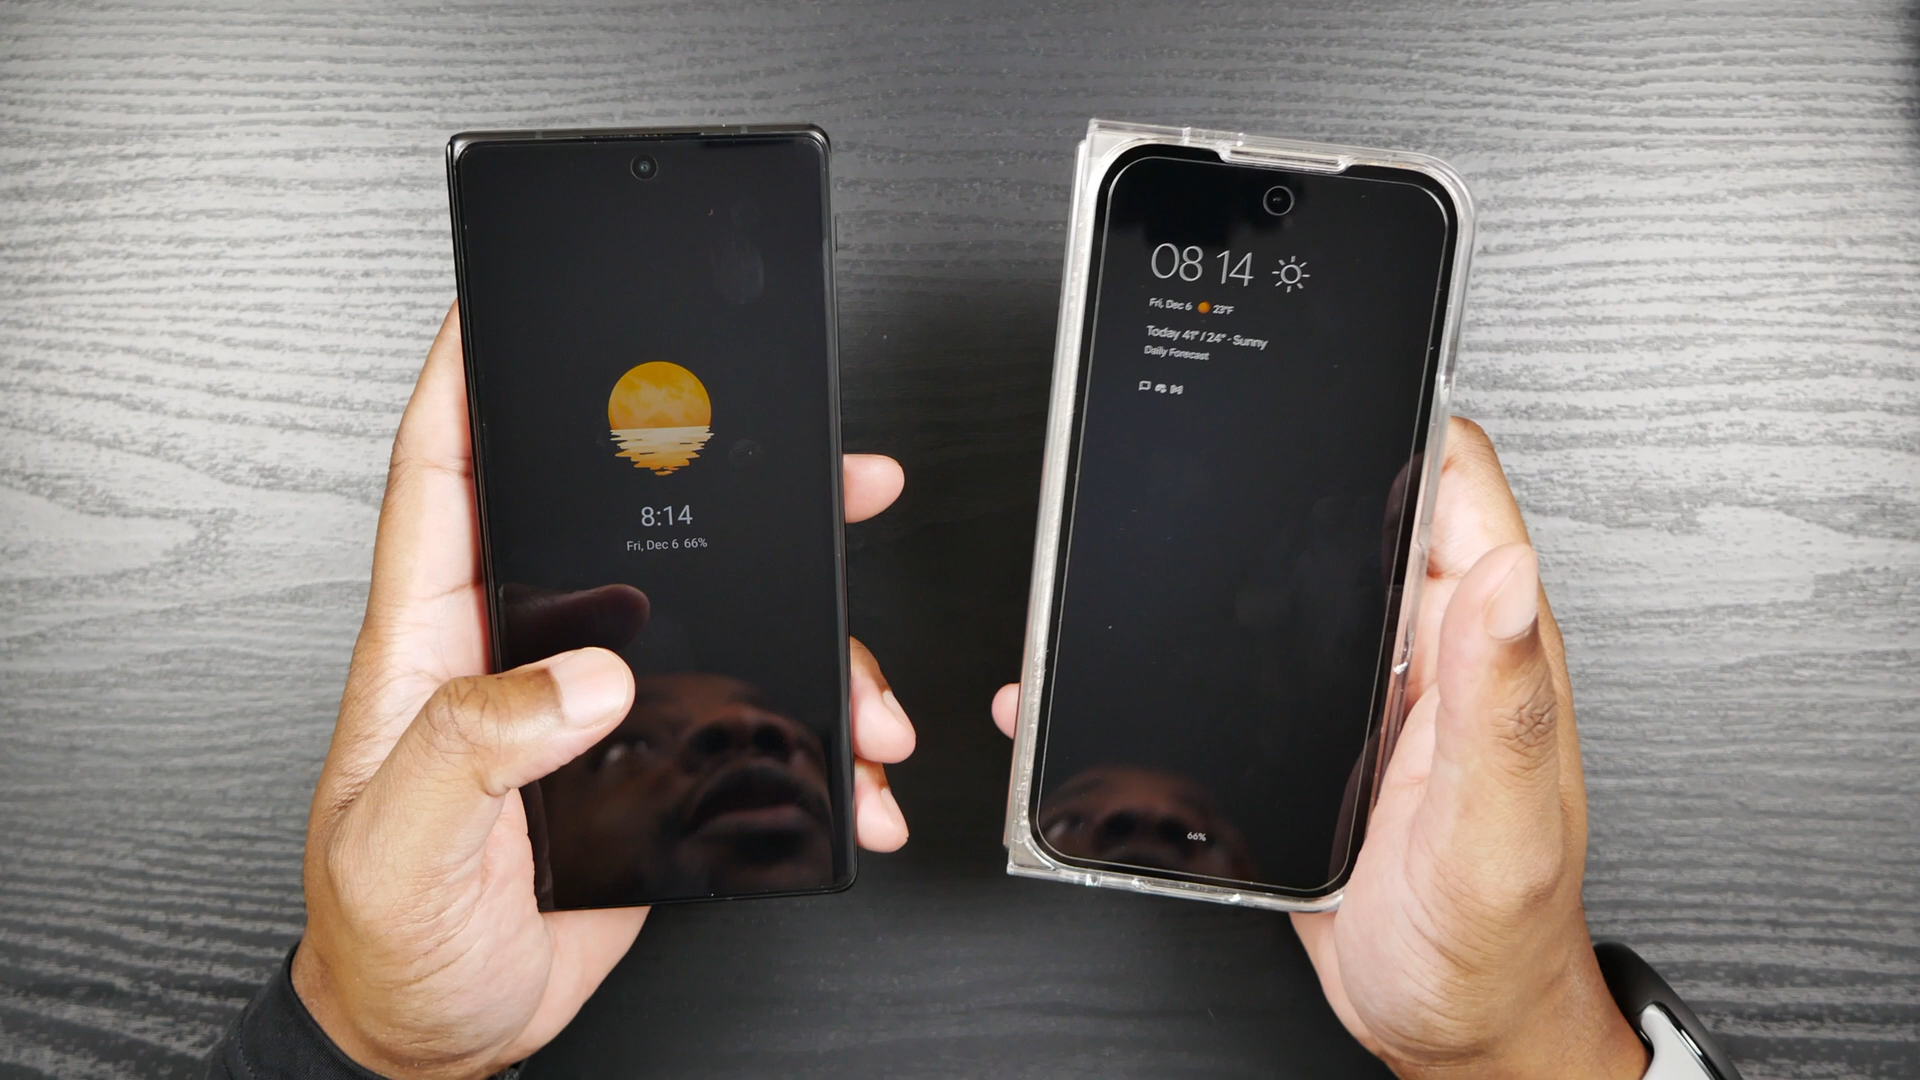 8:14
Fri, Dec 6 66%
08 14
Fri, Dec 6 23°F
Today 41° / 24° · Sunny
Daily Forecast
66%